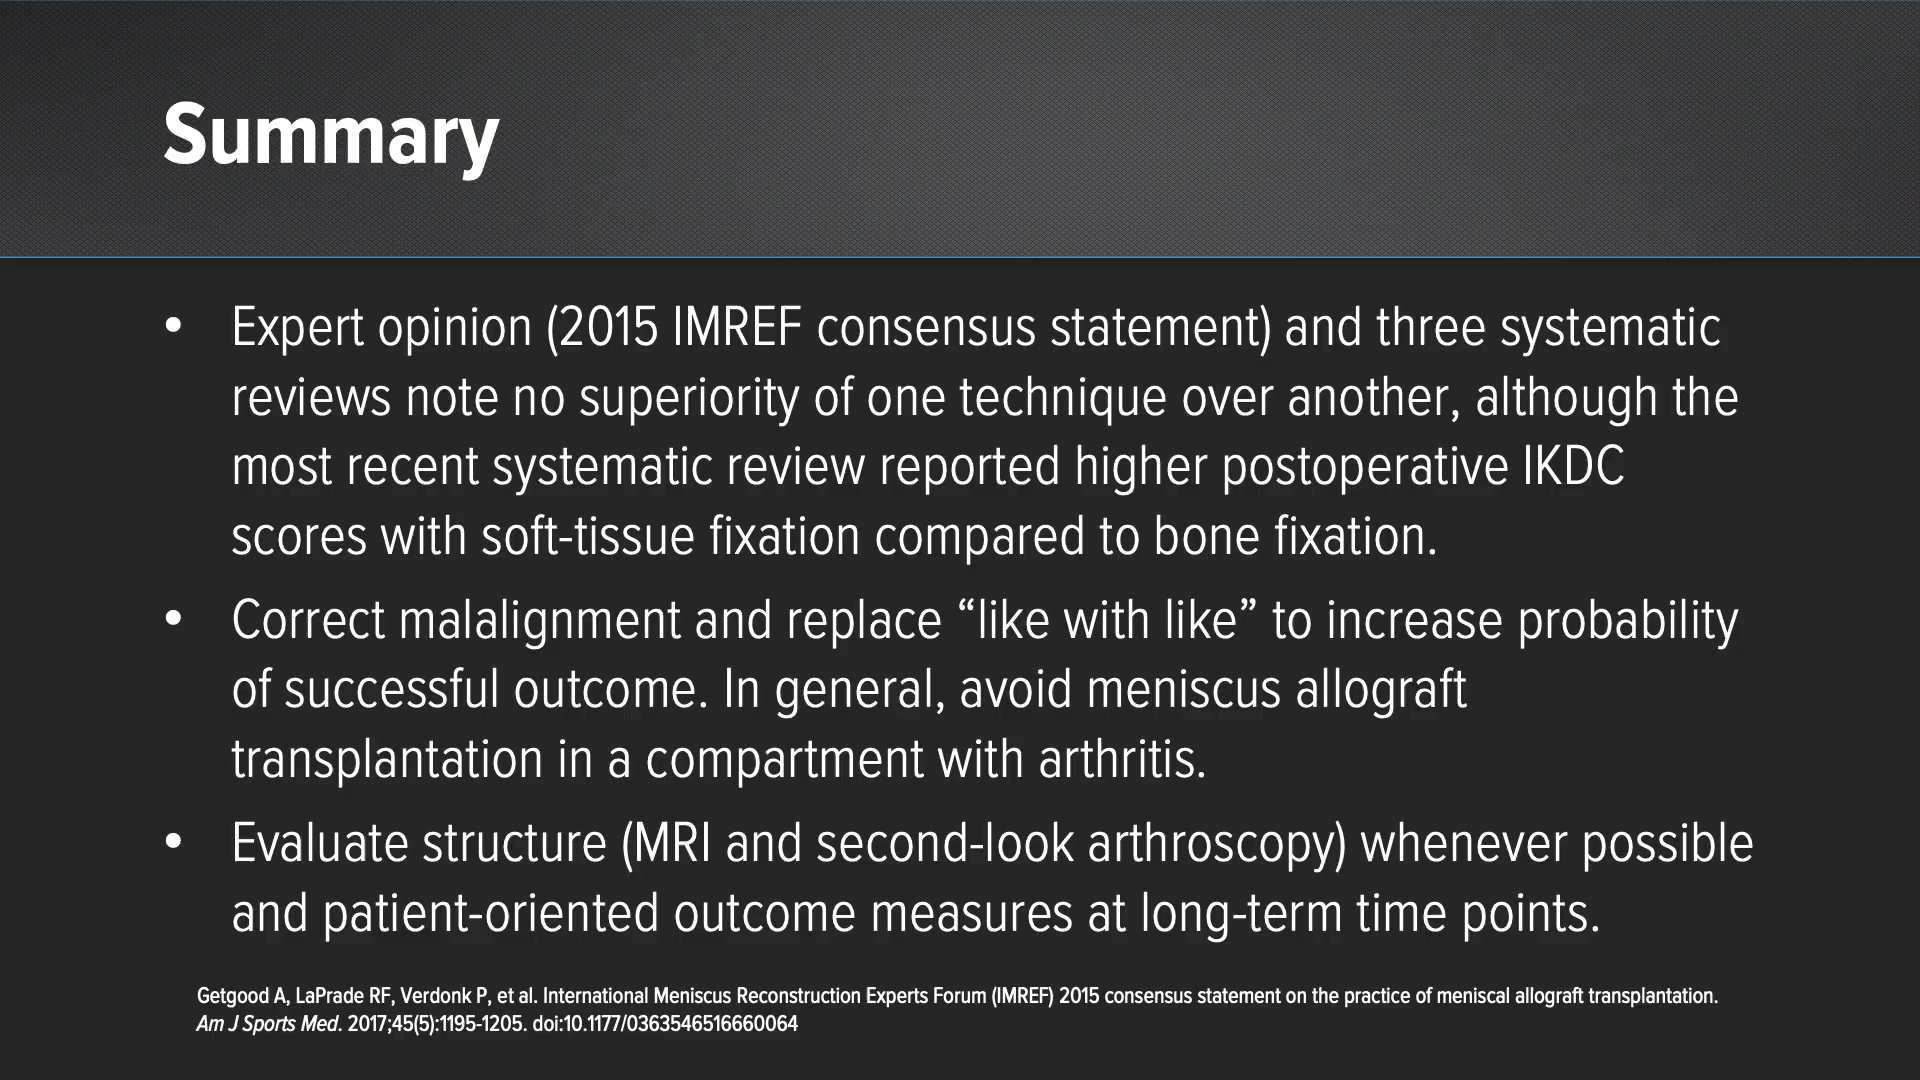 Summary
• Expert opinion (2015 IMREF consensus statement) and three systematic
reviews note no superiority of one technique over another, although the
most recent systematic review reported higher postoperative IKDC
scores with soft-tissue fixation compared to bone fixation.
• Correct malalignment and replace “like with like” to increase probability
of successful outcome. In general, avoid meniscus allograft
transplantation in a compartment with arthritis.
• Evaluate structure (MRI and second-look arthroscopy) whenever possible
and patient-oriented outcome measures at long-term time points.
Getgood A, LaPrade RF, Verdonk P, et al. International Meniscus Reconstruction Experts Forum (IMREF) 2015 consensus statement on the practice of meniscal allograft transplantation.
Am J Sports Med. 2017;45(5):1195-1205. doi:10.1177/0363546516660064